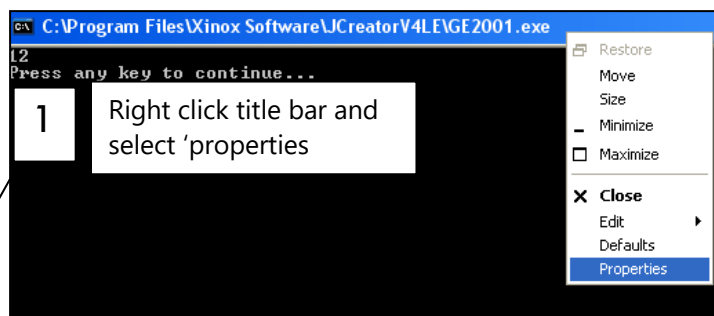 C:\Program Files\Xinox Software\JCreatorV4LE\GE2001.exe
12
Press any key to continue...
1
Right click title bar and
select ‘properties
Restore
Move
Size
Minimize
Maximize
Close
Edit
Defaults
Properties